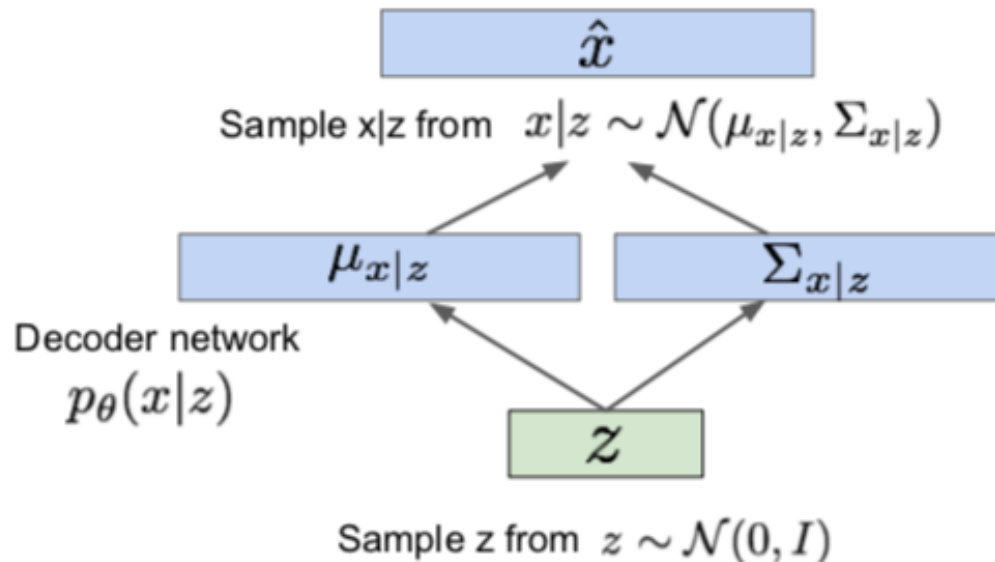 x̂
Sample x|z from x|z ∼ 𝒩(μ_{x|z}, Σ_{x|z})
μ_{x|z} Σ_{x|z}
Decoder network
p_θ(x|z)
z
Sample z from z ∼ 𝒩(0, I)